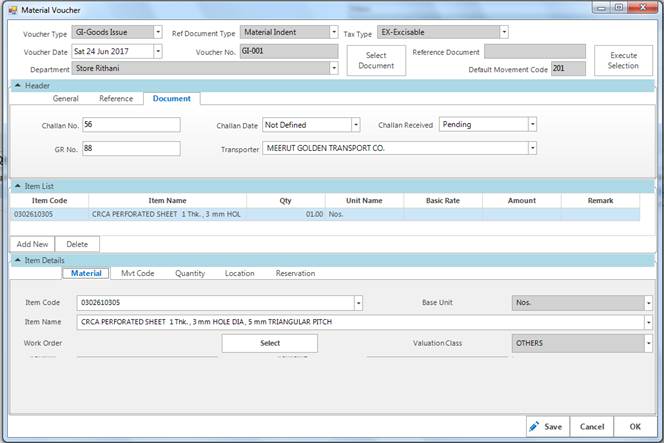 Material Voucher
Voucher Type GI-Goods Issue Ref Document Type Material Indent Tax Type EX-Excisable
Voucher Date Sat 24 Jun 2017 Voucher No. GI-001 Select Document Reference Document Execute Selection
Department Store Rithani Default Movement Code 201
Header
General Reference Document
Challan No. 56 Challan Date Not Defined Challan Received Pending
GR No. 88 Transporter MEERUT GOLDEN TRANSPORT CO.
Item List
Item Code Item Name Qty Unit Name Basic Rate Amount Remark
0302610305 CRCA PERFORATED SHEET 1 Thk., 3 mm HOL 01.00 Nos.
Add New Delete
Item Details
Material Mvt Code Quantity Location Reservation
Item Code 0302610305 Base Unit Nos.
Item Name CRCA PERFORATED SHEET 1 Thk., 3 mm HOLE DIA, 5 mm TRIANGULAR PITCH
Work Order Select Valuation Class OTHERS
Save Cancel OK